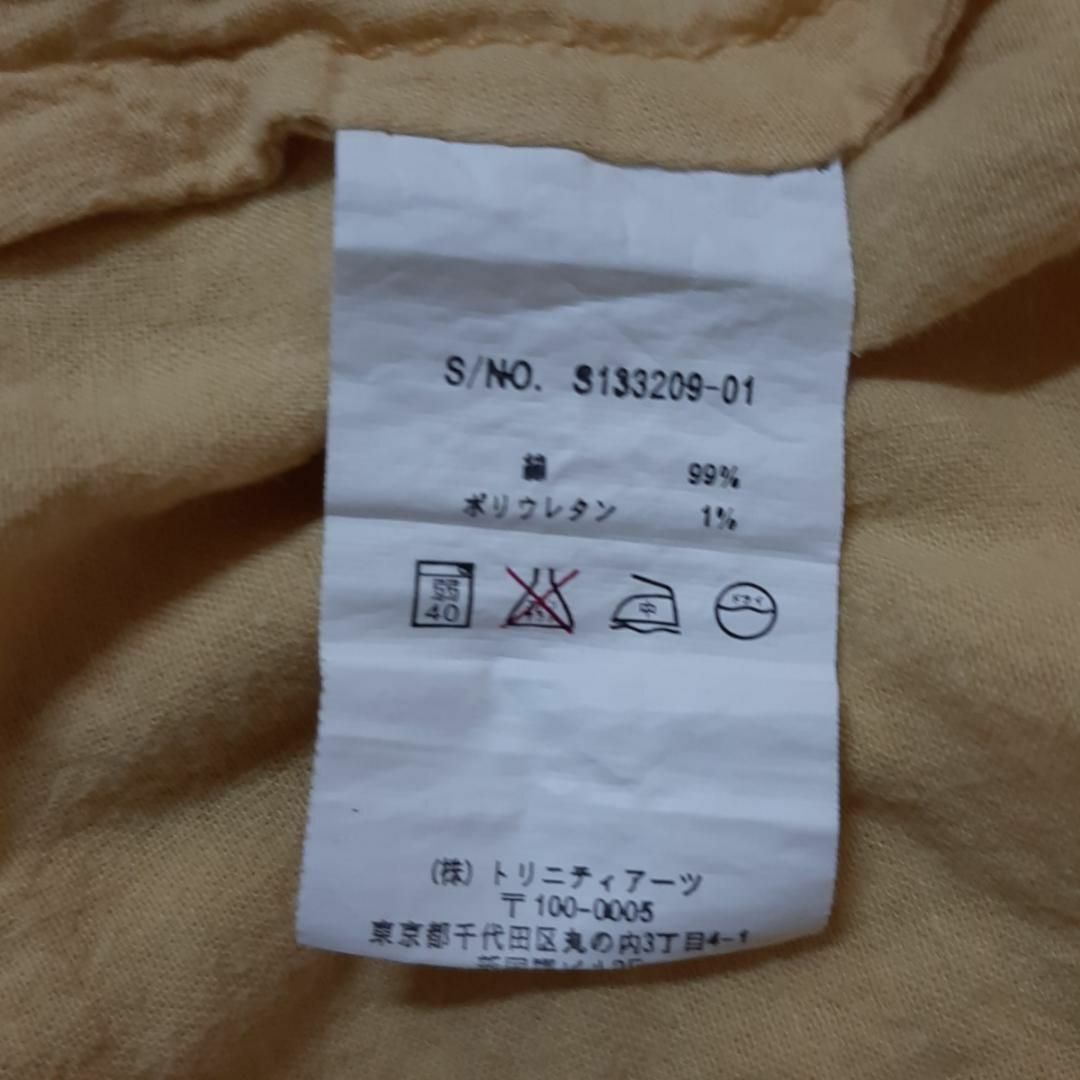 S/NO. S133209-01
綿 99%
ポリウレタン 1%
弱 40 中
(株)トリニティアーツ
〒100-0005
東京都千代田区丸の内3丁目4-1